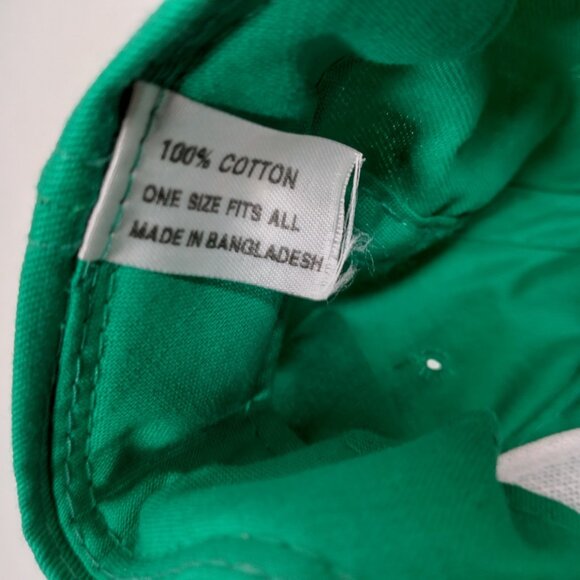 100% COTTON
ONE SIZE FITS ALL
MADE IN BANGLADESH